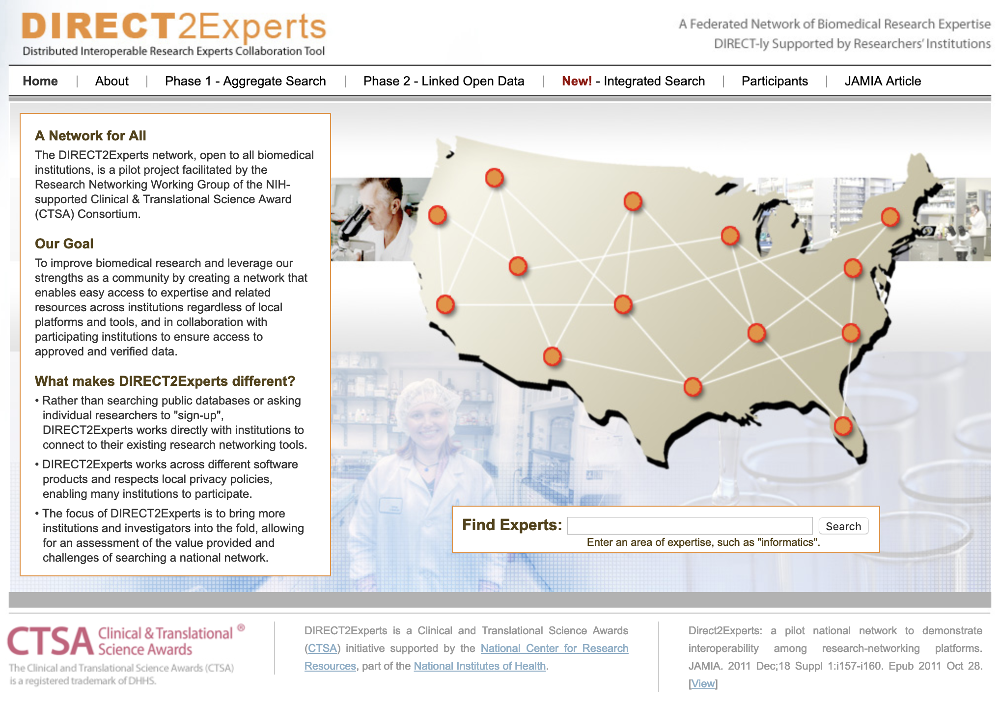 DIRECT2Experts
Distributed Interoperable Research Experts Collaboration Tool
A Federated Network of Biomedical Research Expertise
DIRECT-ly Supported by Researchers' Institutions
Home | About | Phase 1 - Aggregate Search | Phase 2 - Linked Open Data | New! - Integrated Search | Participants | JAMIA Article
A Network for All
The DIRECT2Experts network, open to all biomedical
institutions, is a pilot project facilitated by the
Research Networking Working Group of the NIH-
supported Clinical & Translational Science Award
(CTSA) Consortium.
Our Goal
To improve biomedical research and leverage our
strengths as a community by creating a network that
enables easy access to expertise and related
resources across institutions regardless of local
platforms and tools, and in collaboration with
participating institutions to ensure access to
approved and verified data.
What makes DIRECT2Experts different?
• Rather than searching public databases or asking
individual researchers to "sign-up",
DIRECT2Experts works directly with institutions to
connect to their existing research networking tools.
• DIRECT2Experts works across different software
products and respects local privacy policies,
enabling many institutions to participate.
• The focus of DIRECT2Experts is to bring more
institutions and investigators into the fold, allowing
for an assessment of the value provided and
challenges of searching a national network.
Find Experts: Search
Enter an area of expertise, such as "informatics".
CTSA Clinical & Translational ®
Science Awards
The Clinical and Translational Science Awards (CTSA)
is a registered trademark of DHHS.
DIRECT2Experts is a Clinical and Translational Science Awards
(CTSA) initiative supported by the National Center for Research
Resources, part of the National Institutes of Health.
Direct2Experts: a pilot national network to demonstrate
interoperability among research-networking platforms.
JAMIA. 2011 Dec;18 Suppl 1:i157-i160. Epub 2011 Oct 28.
[View]